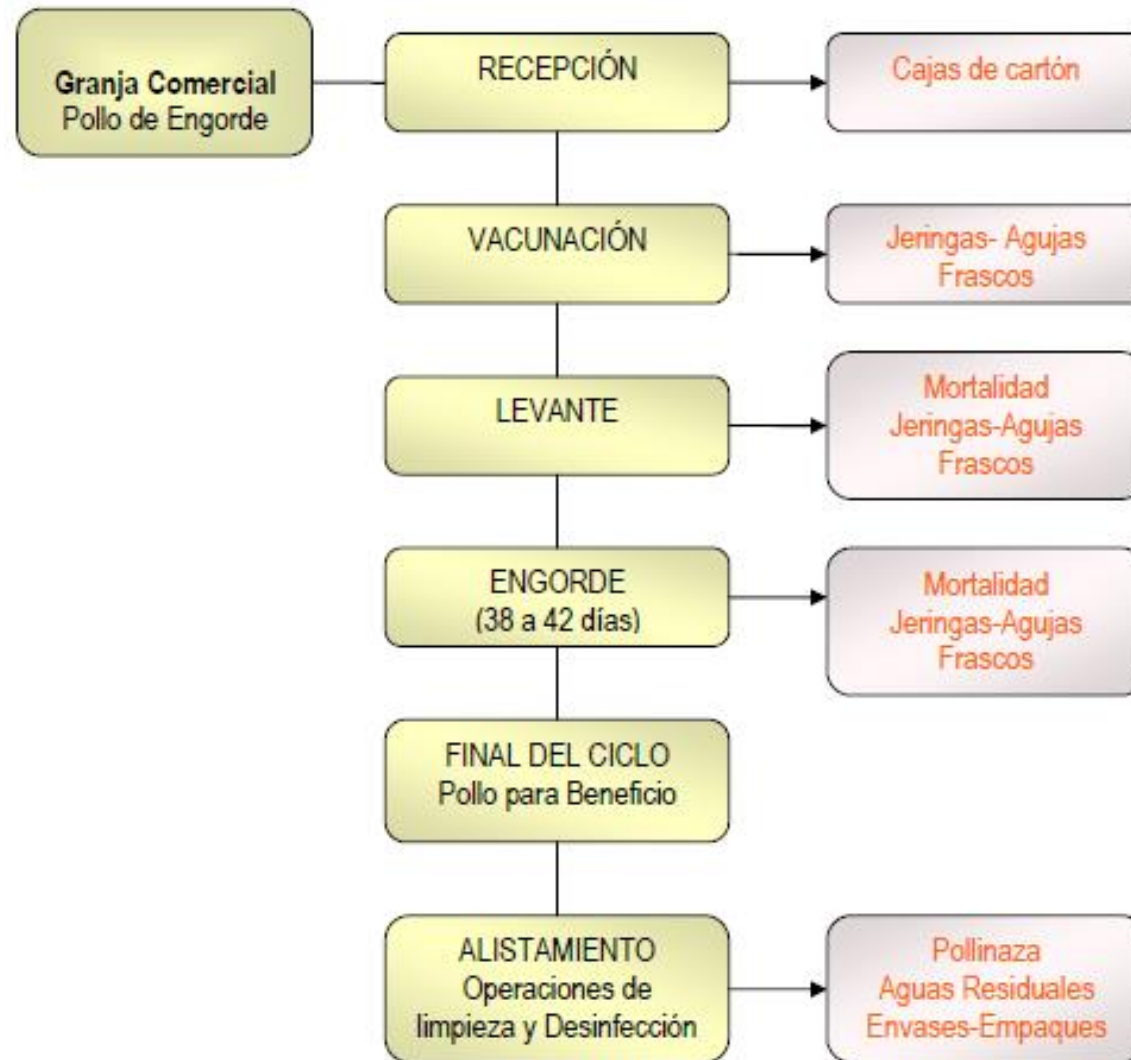 Granja Comercial
Pollo de Engorde
RECEPCIÓN
Cajas de cartón
VACUNACIÓN
Jeringas- Agujas
Frascos
LEVANTE
Mortalidad
Jeringas-Agujas
Frascos
ENGORDE
(38 a 42 días)
Mortalidad
Jeringas-Agujas
Frascos
FINAL DEL CICLO
Pollo para Beneficio
ALISTAMIENTO
Operaciones de
limpieza y Desinfección
Pollinaza
Aguas Residuales
Envases-Empaques